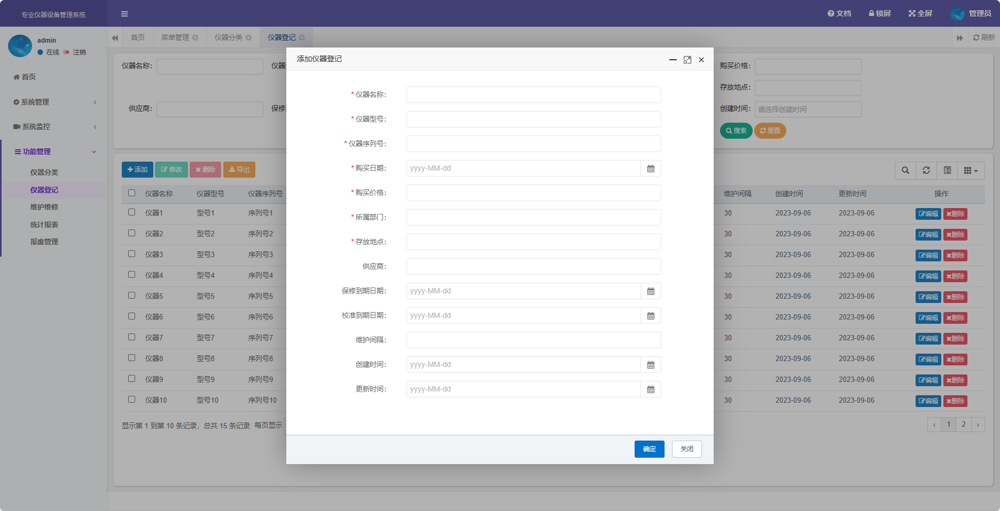 专业仪器设备管理系统
文档 锁屏 全屏 管理员
admin
在线 注销
首页 菜单管理 仪器分类 仪器登记 刷新
首页
系统管理
系统监控
功能管理
仪器分类
仪器登记
维护维修
统计报表
报废管理
仪器名称： 仪器 购买价格：
存放地点：
供应商： 保修 创建时间： 请选择创建时间
搜索 重置
添加 修改 删除 导出
仪器名称 仪器型号 仪器序列号 维护间隔 创建时间 更新时间 操作
仪器1 型号1 序列号1 30 2023-09-06 2023-09-06 编辑 删除
仪器2 型号2 序列号2 30 2023-09-06 2023-09-06 编辑 删除
仪器3 型号3 序列号3 30 2023-09-06 2023-09-06 编辑 删除
仪器4 型号4 序列号4 30 2023-09-06 2023-09-06 编辑 删除
仪器5 型号5 序列号5 30 2023-09-06 2023-09-06 编辑 删除
仪器6 型号6 序列号6 30 2023-09-06 2023-09-06 编辑 删除
仪器7 型号7 序列号7 30 2023-09-06 2023-09-06 编辑 删除
仪器8 型号8 序列号8 30 2023-09-06 2023-09-06 编辑 删除
仪器9 型号9 序列号9 30 2023-09-06 2023-09-06 编辑 删除
仪器10 型号10 序列号10 30 2023-09-06 2023-09-06 编辑 删除
显示第 1 到第 10 条记录，总共 15 条记录 每页显示
‹ 1 2 ›
添加仪器登记
* 仪器名称：
* 仪器型号：
* 仪器序列号：
* 购买日期： yyyy-MM-dd
* 购买价格：
* 所属部门：
* 存放地点：
供应商：
保修到期日期： yyyy-MM-dd
校准到期日期： yyyy-MM-dd
维护间隔：
创建时间： yyyy-MM-dd
更新时间： yyyy-MM-dd
确定 关闭